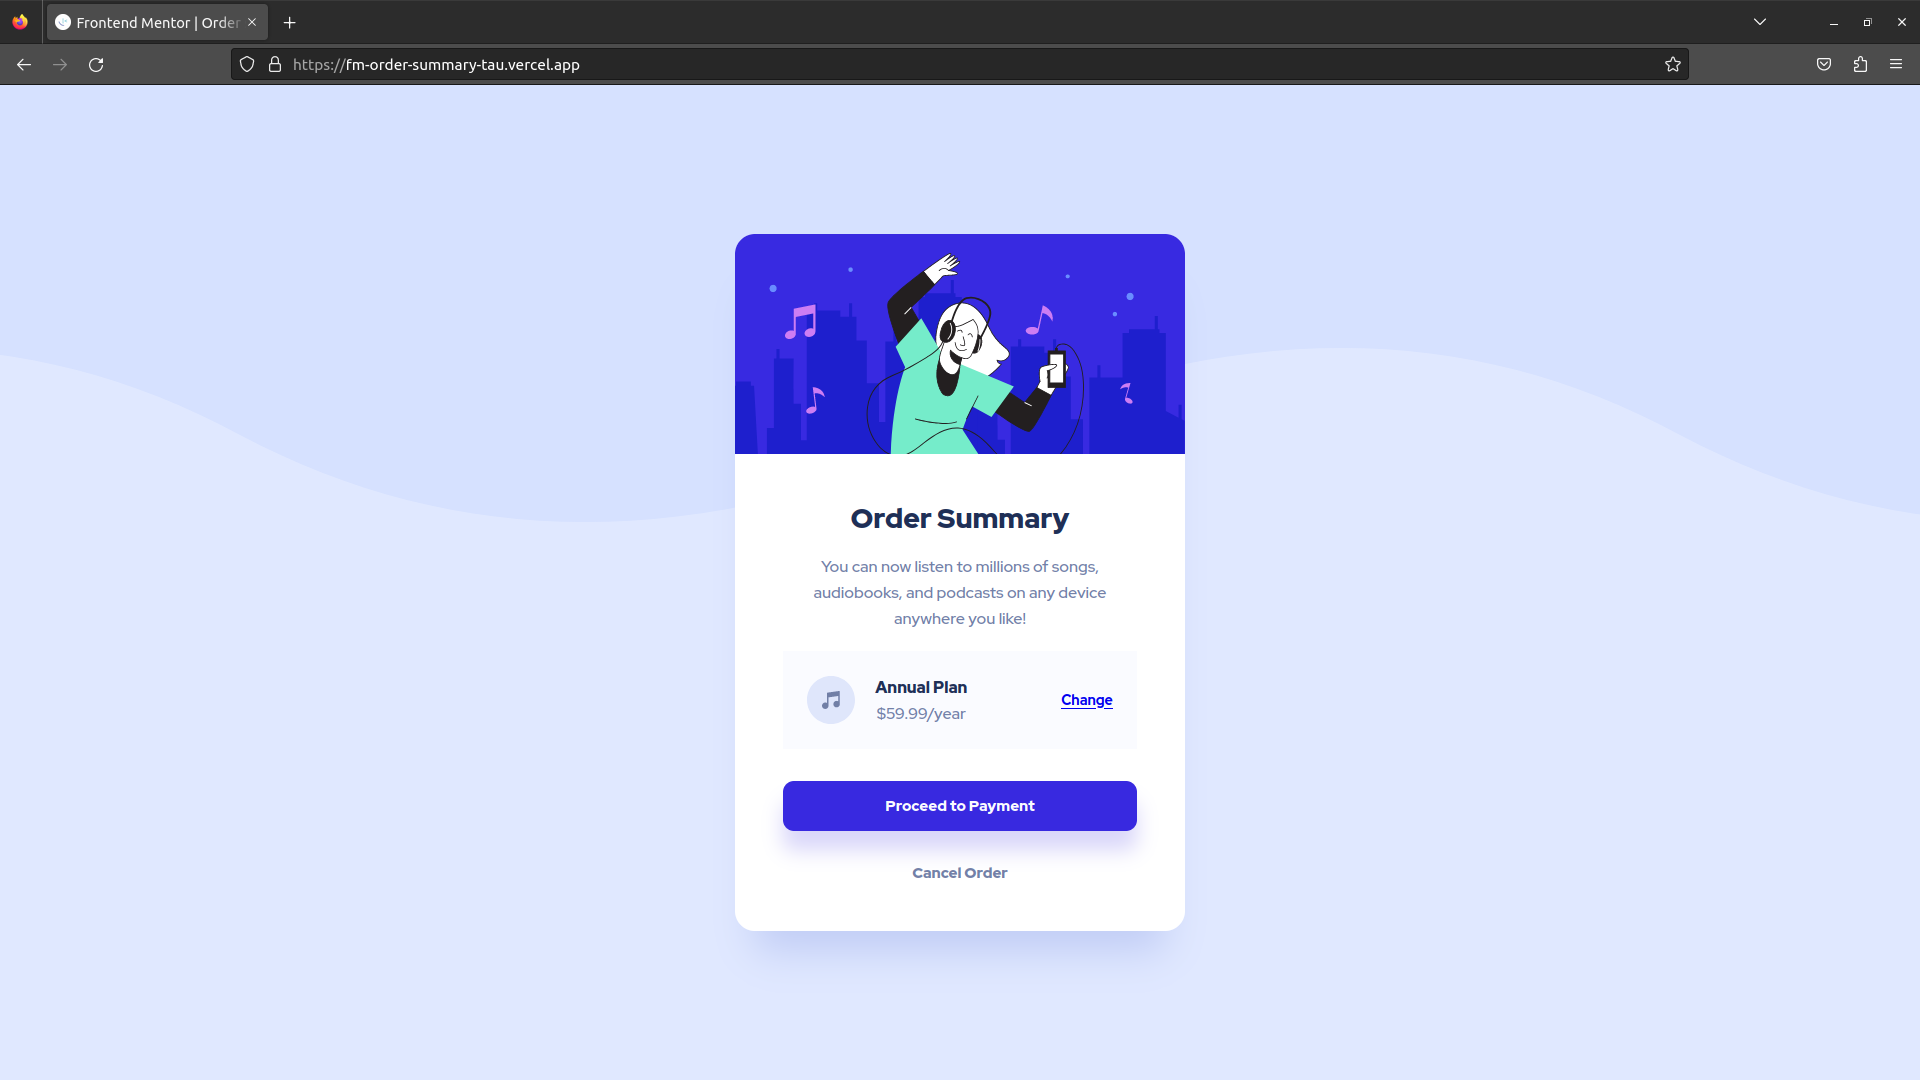 Frontend Mentor | Order
https://fm-order-summary-tau.vercel.app
Order Summary
You can now listen to millions of songs,
audiobooks, and podcasts on any device
anywhere you like!
Annual Plan
$59.99/year
Change
Proceed to Payment
Cancel Order